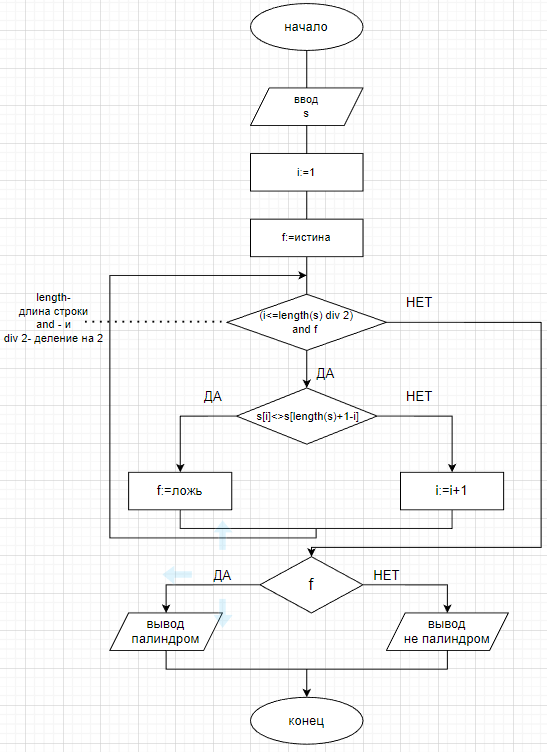 начало
ввод
s
i:=1
f:=истина
length-
длина строки
and - и
div 2- деление на 2
(i<=length(s) div 2)
and f
НЕТ
ДА
ДА
s[i]<>s[length(s)+1-i]
НЕТ
f:=ложь
i:=i+1
ДА
f
НЕТ
вывод
палиндром
вывод
не палиндром
конец